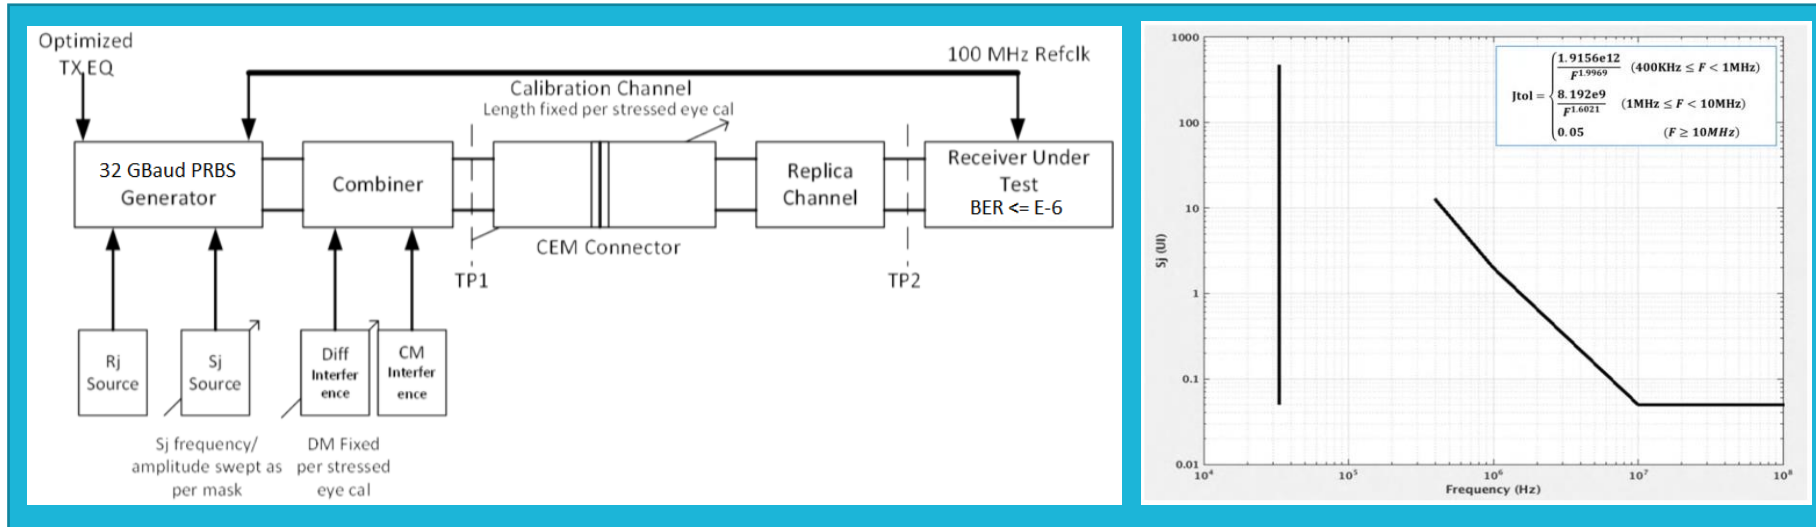 Optimized
TX EQ
100 MHz Refclk
Calibration Channel
Length fixed per stressed eye cal
32 GBaud PRBS
Generator
Combiner
Replica
Channel
Receiver Under
Test
BER <= E-6
CEM Connector
TP1
TP2
Rj
Source
Sj
Source
Diff
Interfer
ence
CM
Interfer
ence
Sj frequency/
amplitude swept as
per mask
DM Fixed
per stressed
eye cal
1000
100
10
1
0.1
0.01
Sj (UI)
10⁴
10⁵
10⁶
10⁷
10⁸
Frequency (Hz)
Jtol =
1.9156e12
F^1.9969
(400KHz ≤ F < 1MHz)
8.192e9
F^1.6021
(1MHz ≤ F < 10MHz)
0.05 (F ≥ 10MHz)